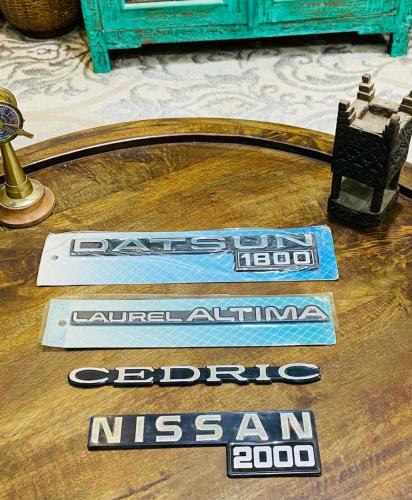 DATSUN
1800
LAUREL ALTIMA
CEDRIC
NISSAN
2000